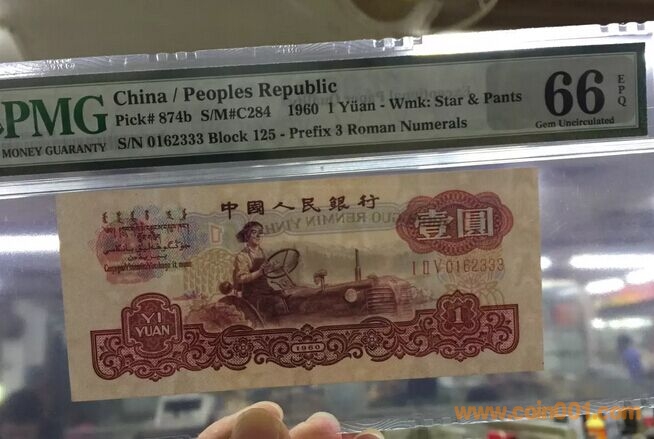 PMG
MONEY GUARANTY
China / Peoples Republic
Pick# 874b S/M#C284 1960 1 Yüan - Wmk: Star & Pants
S/N 0162333 Block 125 - Prefix 3 Roman Numerals
66 EPQ
Gem Uncirculated
中國人民銀行
壹圓
I II V 0162333
YI
YUAN
1960
1
www.coin001.com